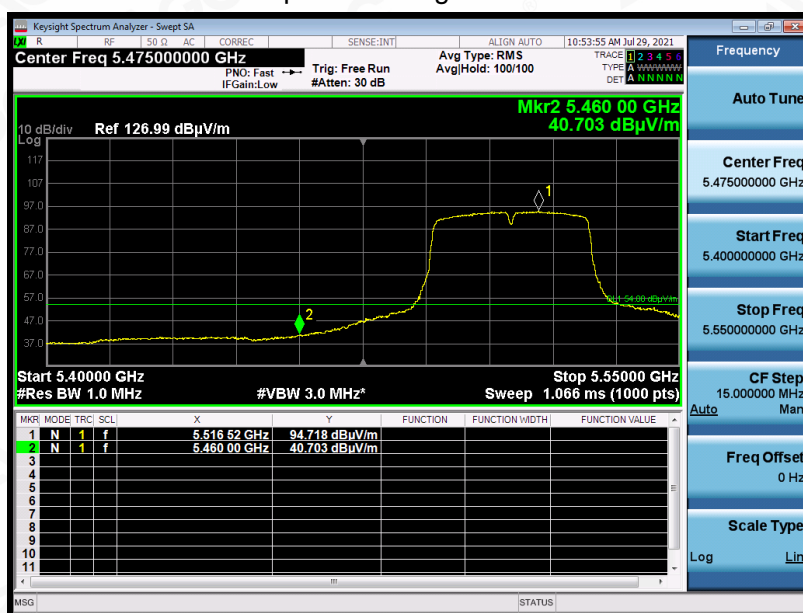 Keysight Spectrum Analyzer - Swept SA
LXI R RF 50 Ω AC CORREC SENSE:INT ALIGN AUTO 10:53:55 AM Jul 29, 2021
Center Freq 5.475000000 GHz
PNO: Fast
IFGain:Low
Trig: Free Run
#Atten: 30 dB
Avg Type: RMS
Avg|Hold: 100/100
TRACE 1 2 3 4 5 6
TYPE A WWWWW
DET A N N N N N
Mkr2 5.460 00 GHz
40.703 dBµV/m
10 dB/div Ref 126.99 dBµV/m
Log
117
107
97.0
87.0
77.0
67.0
57.0
47.0
37.0
1
2
DL1 54.00 dBµV/m
Start 5.40000 GHz Stop 5.55000 GHz
#Res BW 1.0 MHz #VBW 3.0 MHz* Sweep 1.066 ms (1000 pts)
MKR MODE TRC SCL X Y FUNCTION FUNCTION WIDTH FUNCTION VALUE
1 N 1 f 5.516 52 GHz 94.718 dBµV/m
2 N 1 f 5.460 00 GHz 40.703 dBµV/m
3
4
5
6
7
8
9
10
11
MSG STATUS
Frequency
Auto Tune
Center Freq
5.475000000 GHz
Start Freq
5.400000000 GHz
Stop Freq
5.550000000 GHz
CF Step
15.000000 MHz
Auto Man
Freq Offset
0 Hz
Scale Type
Log Lin